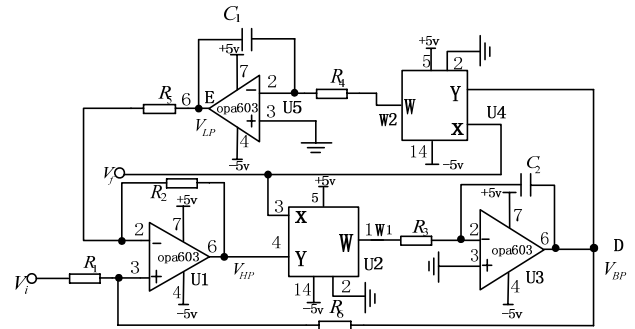 C1
+5v
+5v
7
5
2
R5
6
E
2
R4
Y
opa603
U5
W2
W
U4
3
X
VLP
4
14
-5v
-5v
Vf
C2
R2
+5v
+5v
5
+5v
3
X
7
2
7
1
W1
R3
2
6
W
6
D
opa603
4
Y
opa603
R1
3
U1
VHP
U2
3
U3
VBP
Vi
4
14
2
4
-5v
-5v
-5v
R6